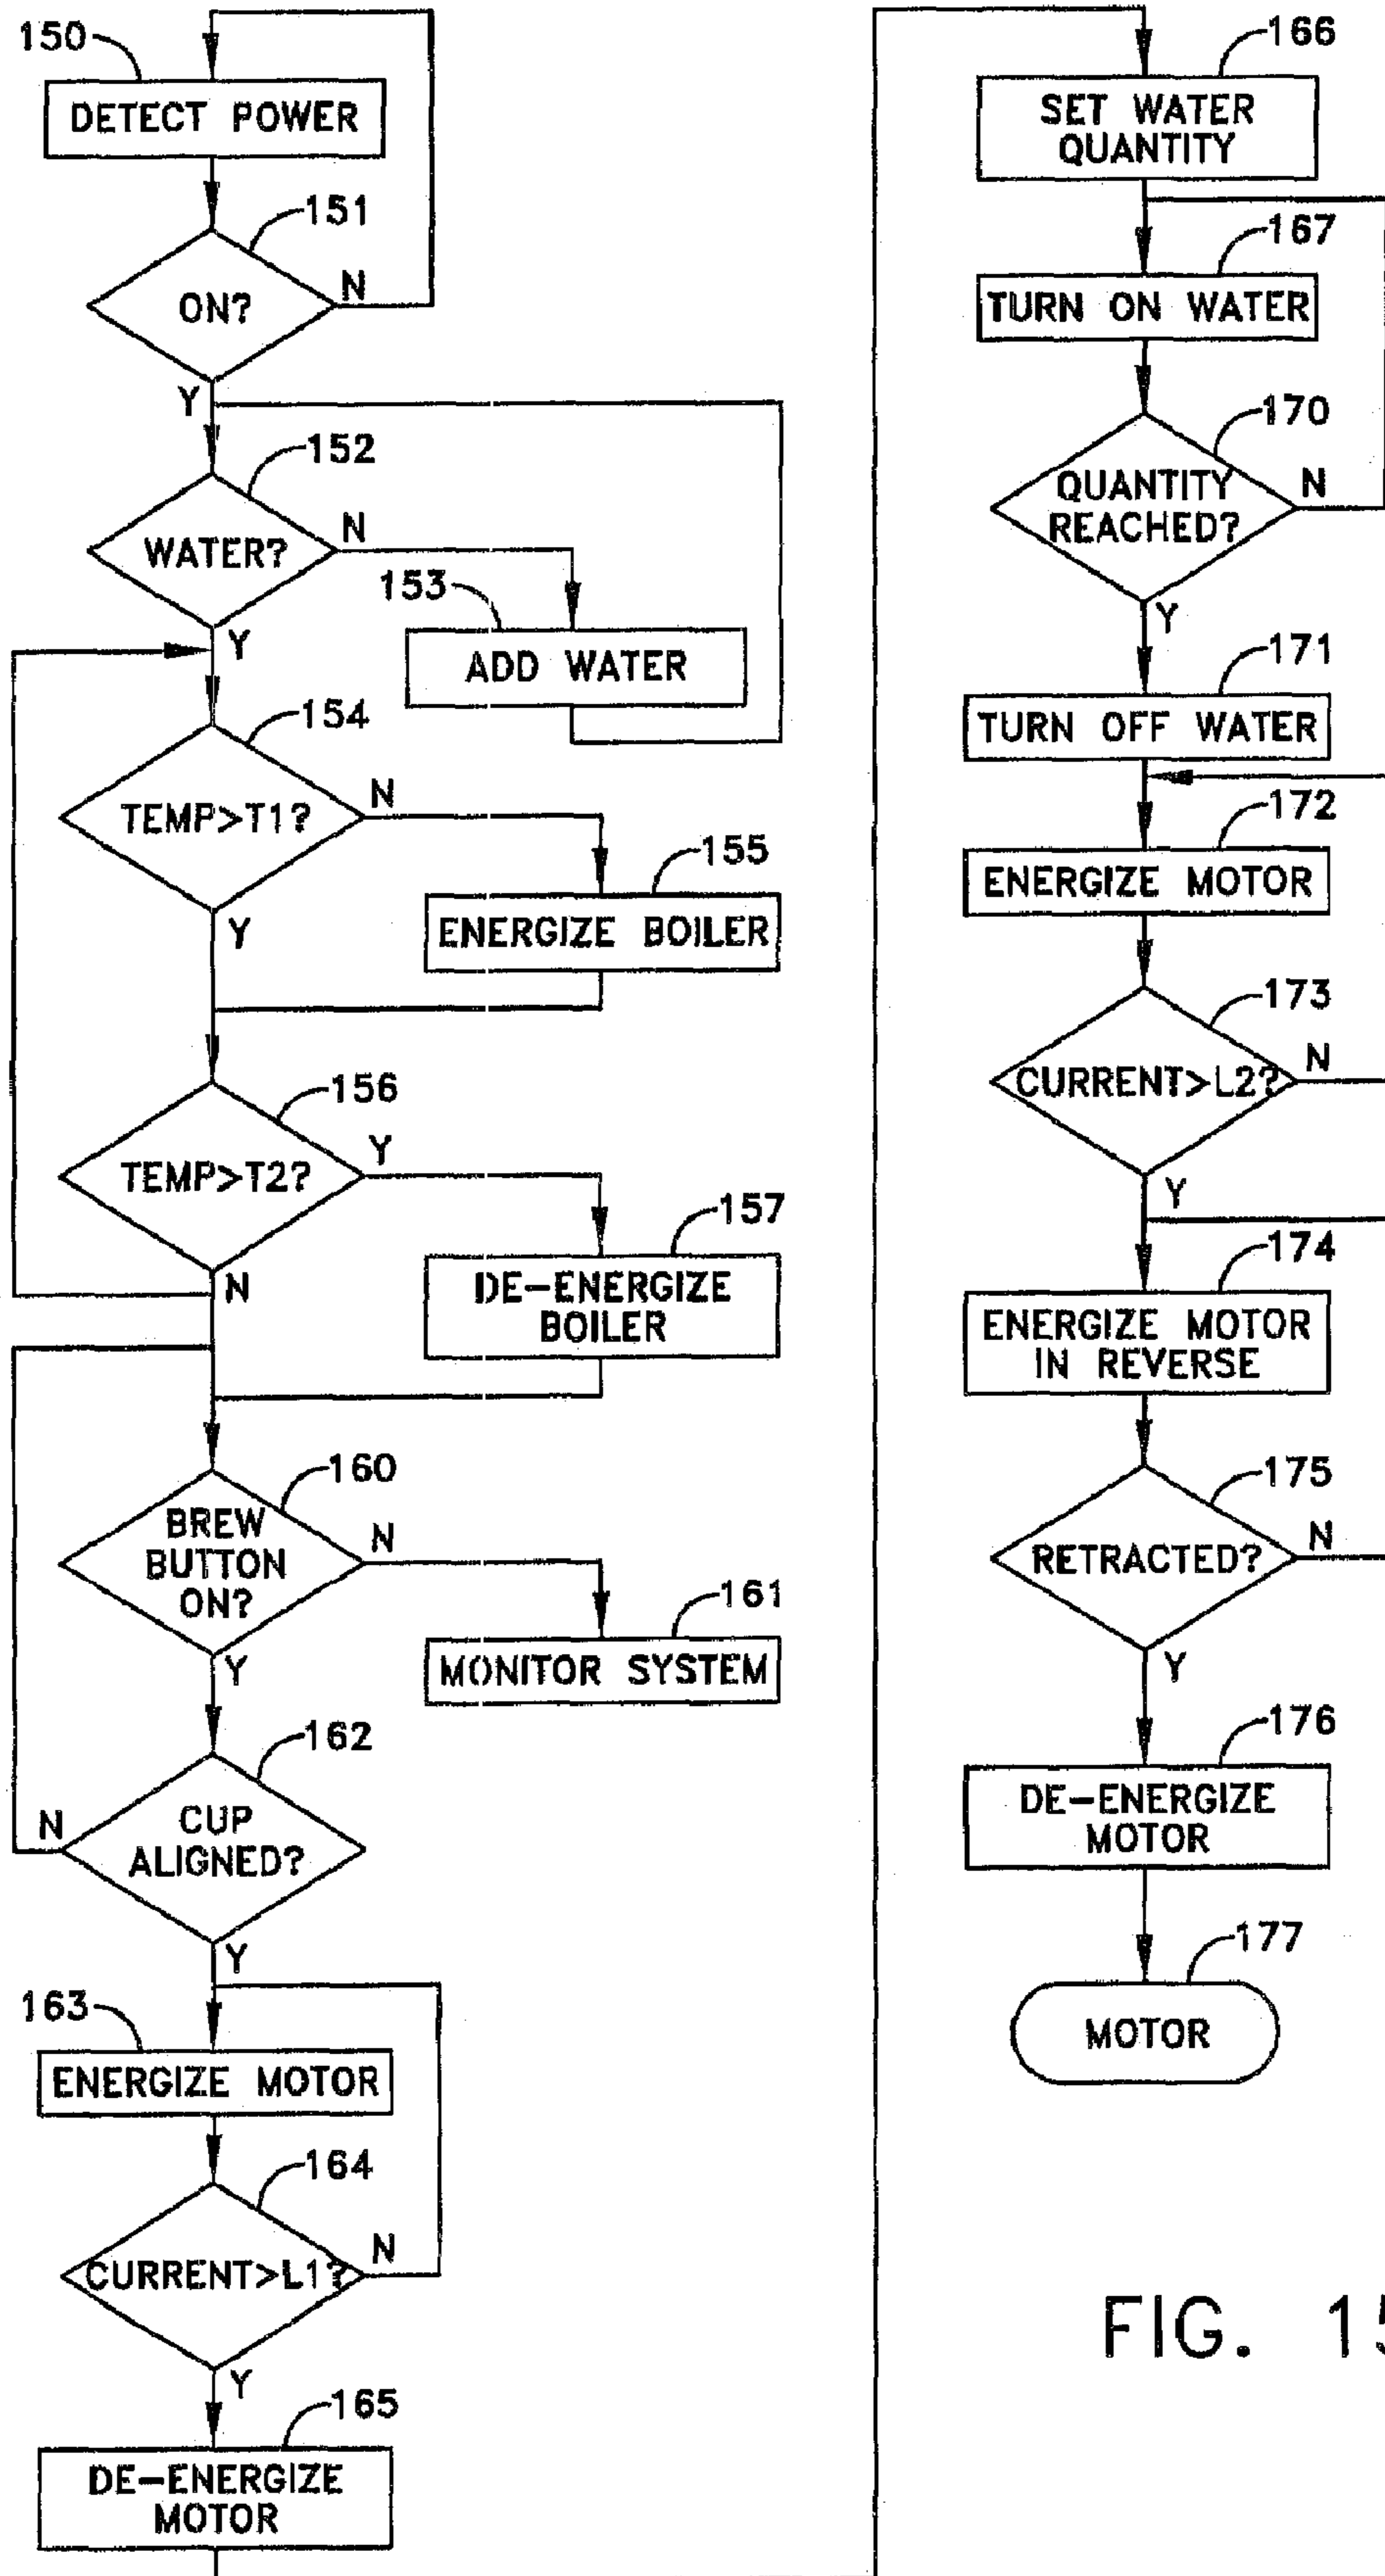 150
DETECT POWER
151
ON?
N
Y
152
WATER?
N
153
ADD WATER
Y
154
TEMP>T1?
N
155
ENERGIZE BOILER
Y
156
TEMP>T2?
Y
157
DE-ENERGIZE
BOILER
N
160
BREW
BUTTON
ON?
N
161
MONITOR SYSTEM
Y
162
CUP
ALIGNED?
N
Y
163
ENERGIZE MOTOR
164
CURRENT>L1?
N
Y
165
DE-ENERGIZE
MOTOR
166
SET WATER
QUANTITY
167
TURN ON WATER
170
QUANTITY
REACHED?
N
Y
171
TURN OFF WATER
172
ENERGIZE MOTOR
173
CURRENT>L2?
N
Y
174
ENERGIZE MOTOR
IN REVERSE
175
RETRACTED?
N
Y
176
DE-ENERGIZE
MOTOR
177
MOTOR
FIG. 15